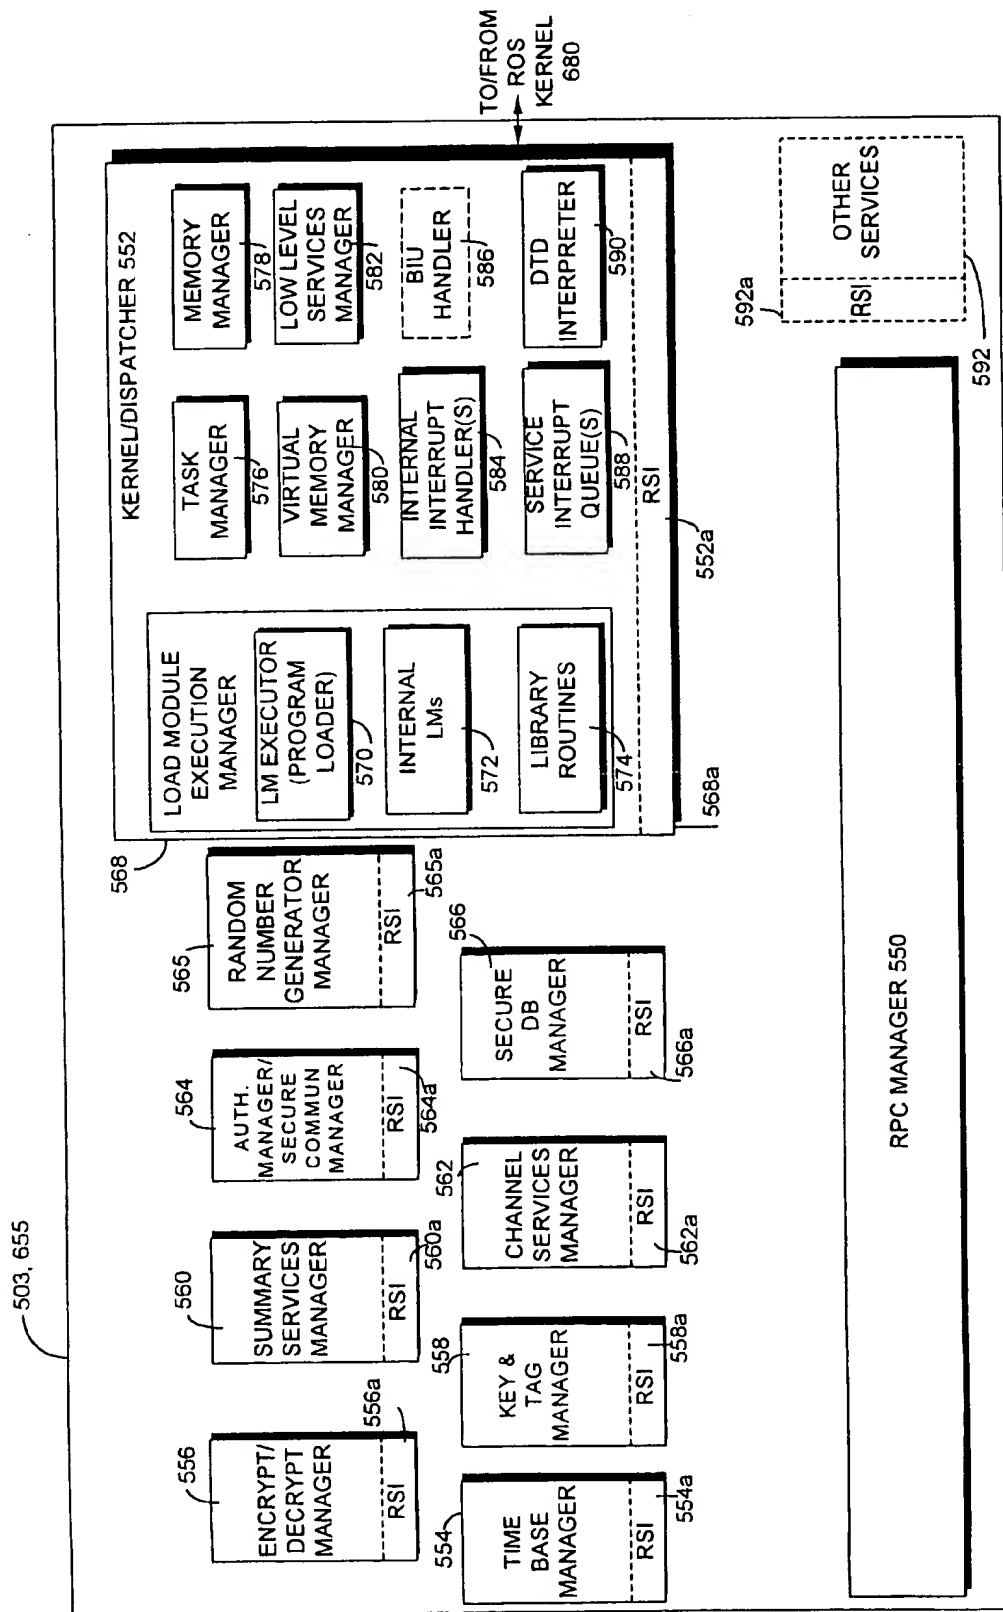 503, 655
556
ENCRYPT/
DECRYPT
MANAGER
RSI
556a
560
SUMMARY
SERVICES
MANAGER
RSI
560a
564
AUTH.
MANAGER/
SECURE
COMMUN
MANAGER
RSI
564a
565
RANDOM
NUMBER
GENERATOR
MANAGER
RSI
565a
554
TIME
BASE
MANAGER
RSI
554a
558
KEY &
TAG
MANAGER
RSI
558a
562
CHANNEL
SERVICES
MANAGER
RSI
562a
566
SECURE
DB
MANAGER
RSI
566a
568
KERNEL/DISPATCHER 552
LOAD MODULE
EXECUTION
MANAGER
LM EXECUTOR
(PROGRAM
LOADER)
570
INTERNAL
LMs
572
LIBRARY
ROUTINES
574
568a
TASK
MANAGER
576
MEMORY
MANAGER
578
VIRTUAL
MEMORY
MANAGER
580
LOW LEVEL
SERVICES
MANAGER
582
INTERNAL
INTERRUPT
HANDLER(S)
584
BIU
HANDLER
586
SERVICE
INTERRUPT
QUEUE(S)
588
DTD
INTERPRETER
590
RSI
552a
TO/FROM
ROS
KERNEL
680
RPC MANAGER 550
592a
RSI
OTHER
SERVICES
592